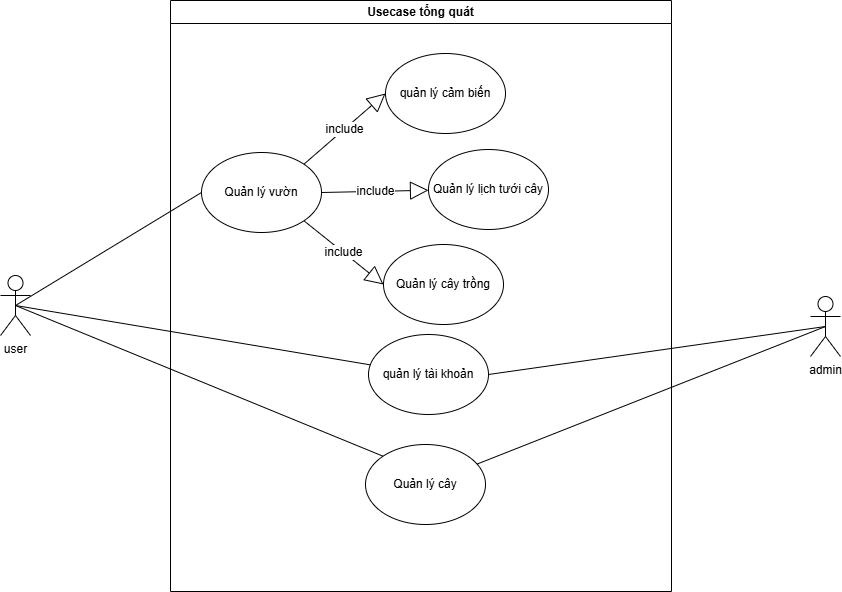 Usecase tổng quát
quản lý cảm biến
include
Quản lý vườn
include
Quản lý lịch tưới cây
include
Quản lý cây trồng
user
quản lý tài khoản
admin
Quản lý cây